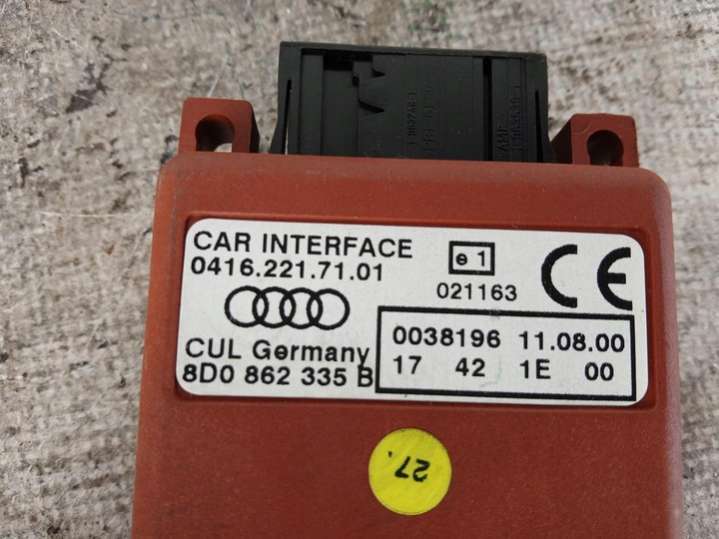 CAR INTERFACE
0416.221.71.01
e 1
021163
CE
CUL Germany
8D0 862 335 B
0038196 11.08.00
17 42 1E 00
27.